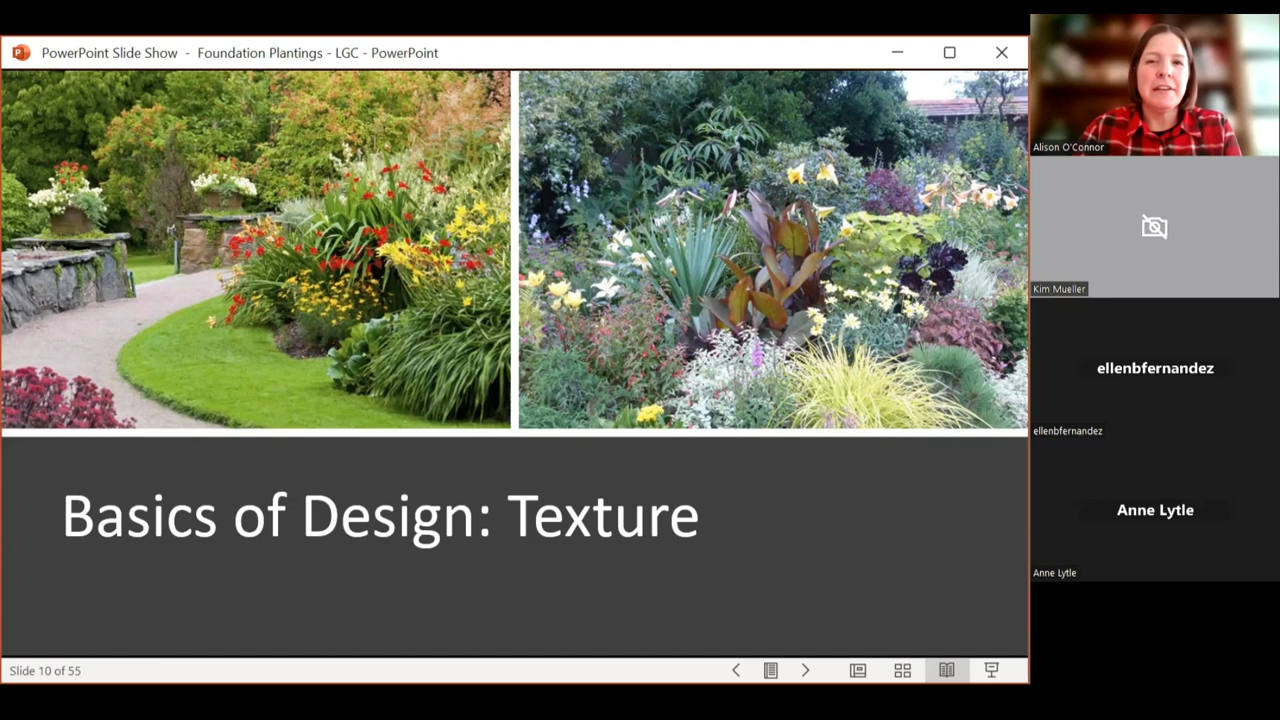 PowerPoint Slide Show - Foundation Plantings - LGC - PowerPoint
Basics of Design: Texture
Slide 10 of 55
Alison O'Connor
Kim Mueller
ellenbfernandez
ellenbfernandez
Anne Lytle
Anne Lytle